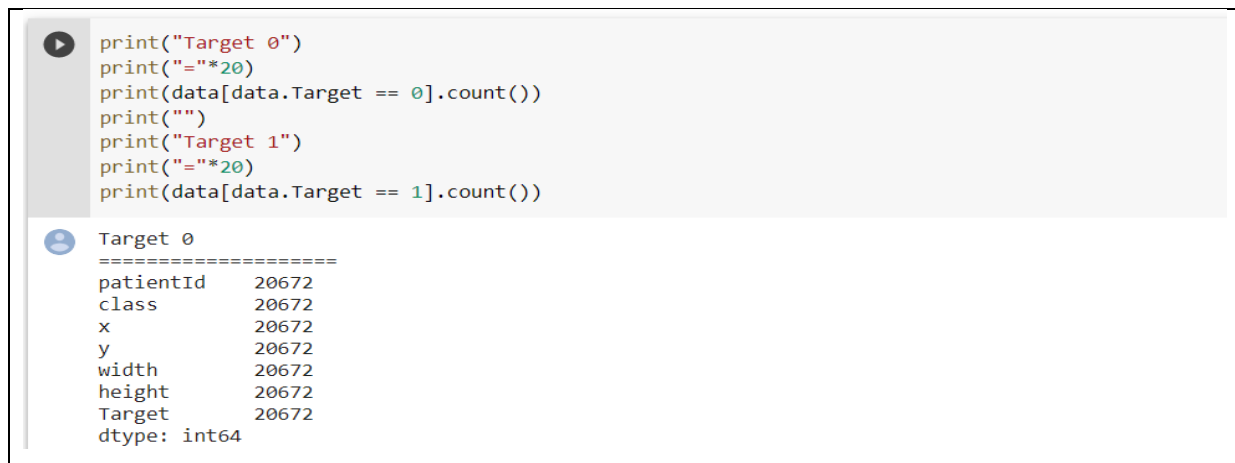 print("Target 0")
print("="*20)
print(data[data.Target == 0].count())
print("")
print("Target 1")
print("="*20)
print(data[data.Target == 1].count())
Target 0
====================
patientId    20672
class        20672
x            20672
y            20672
width        20672
height       20672
Target       20672
dtype: int64